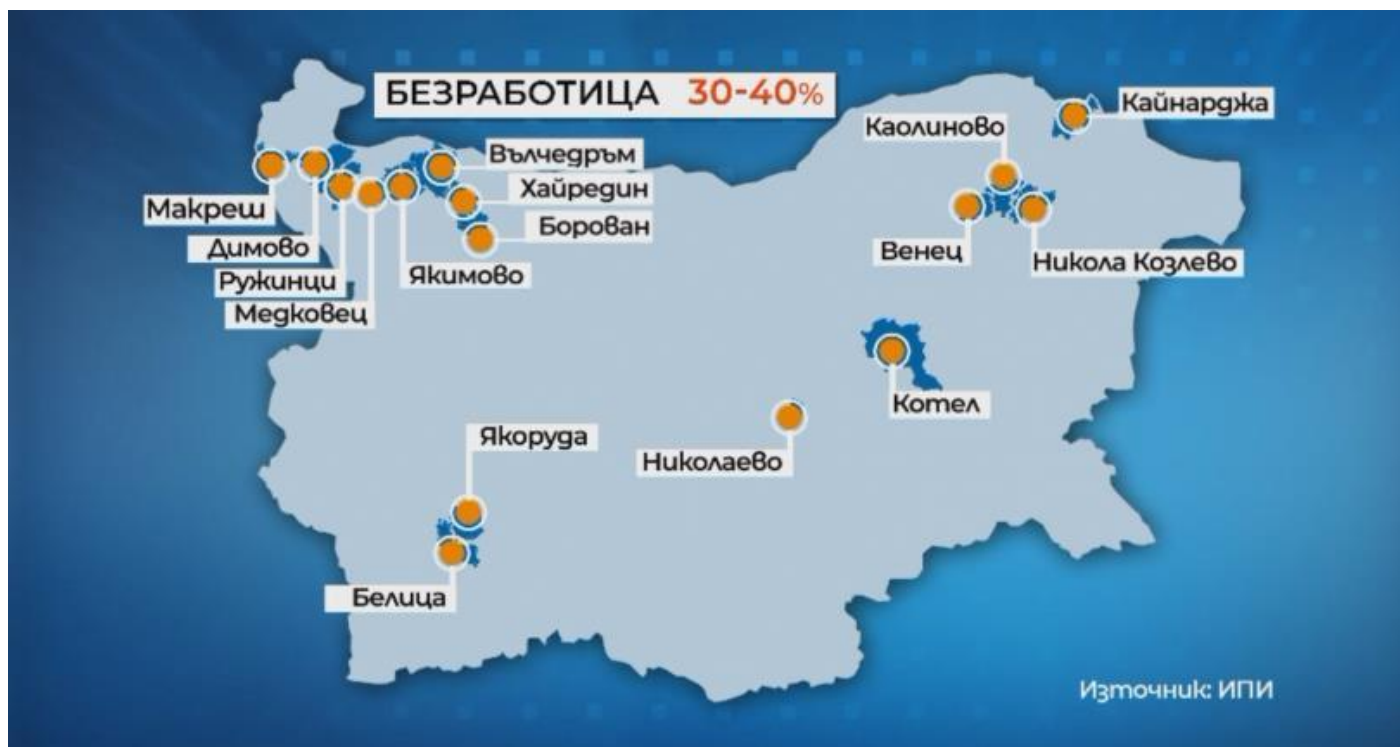 БЕЗРАБОТИЦА 30-40%
Кайнарджа
Каолиново
Вълчедръм
Хайредин
Макреш
Борован
Димово
Венец
Никола Козлево
Ружинци
Якимово
Медковец
Котел
Якоруда
Николаево
Белица
Източник: ИПИ